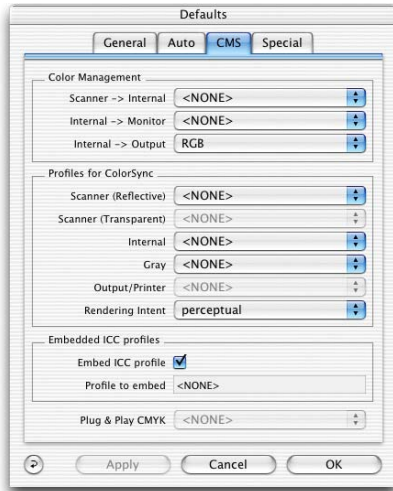 Defaults
General Auto CMS Special
Color Management
Scanner -> Internal <NONE>
Internal -> Monitor <NONE>
Internal -> Output RGB
Profiles for ColorSync
Scanner (Reflective) <NONE>
Scanner (Transparent) <NONE>
Internal <NONE>
Gray <NONE>
Output/Printer <NONE>
Rendering Intent perceptual
Embedded ICC profiles
Embed ICC profile
Profile to embed <NONE>
Plug & Play CMYK <NONE>
Apply Cancel OK